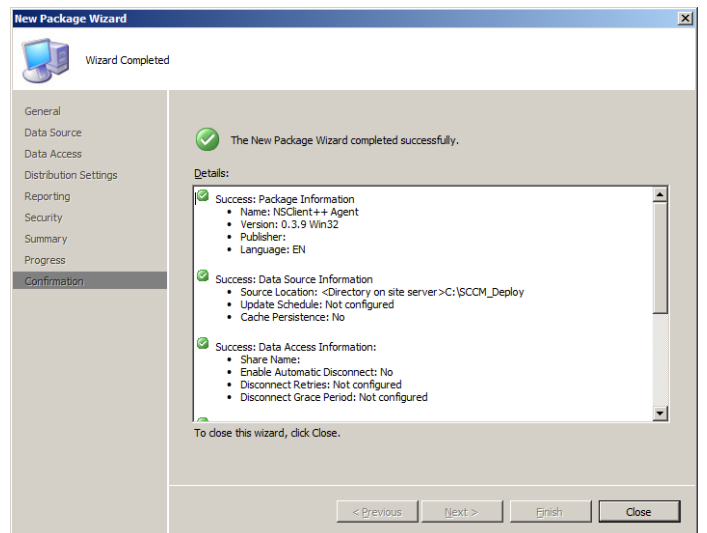 New Package Wizard
Wizard Completed
General
Data Source
Data Access
Distribution Settings
Reporting
Security
Summary
Progress
Confirmation
The New Package Wizard completed successfully.
Details:
Success: Package Information
• Name: NSClient++ Agent
• Version: 0.3.9 Win32
• Publisher:
• Language: EN
Success: Data Source Information
• Source Location: <Directory on site server>C:\SCCM_Deploy
• Update Schedule: Not configured
• Cache Persistence: No
Success: Data Access Information:
• Share Name:
• Enable Automatic Disconnect: No
• Disconnect Retries: Not configured
• Disconnect Grace Period: Not configured
To close this wizard, click Close.
< Previous
Next >
Finish
Close